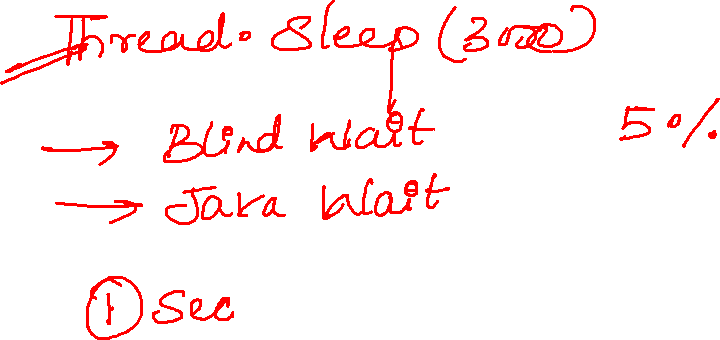 Thread. Sleep (3000)
→ Blind Wait 5%
→ Java Wait
① Sec